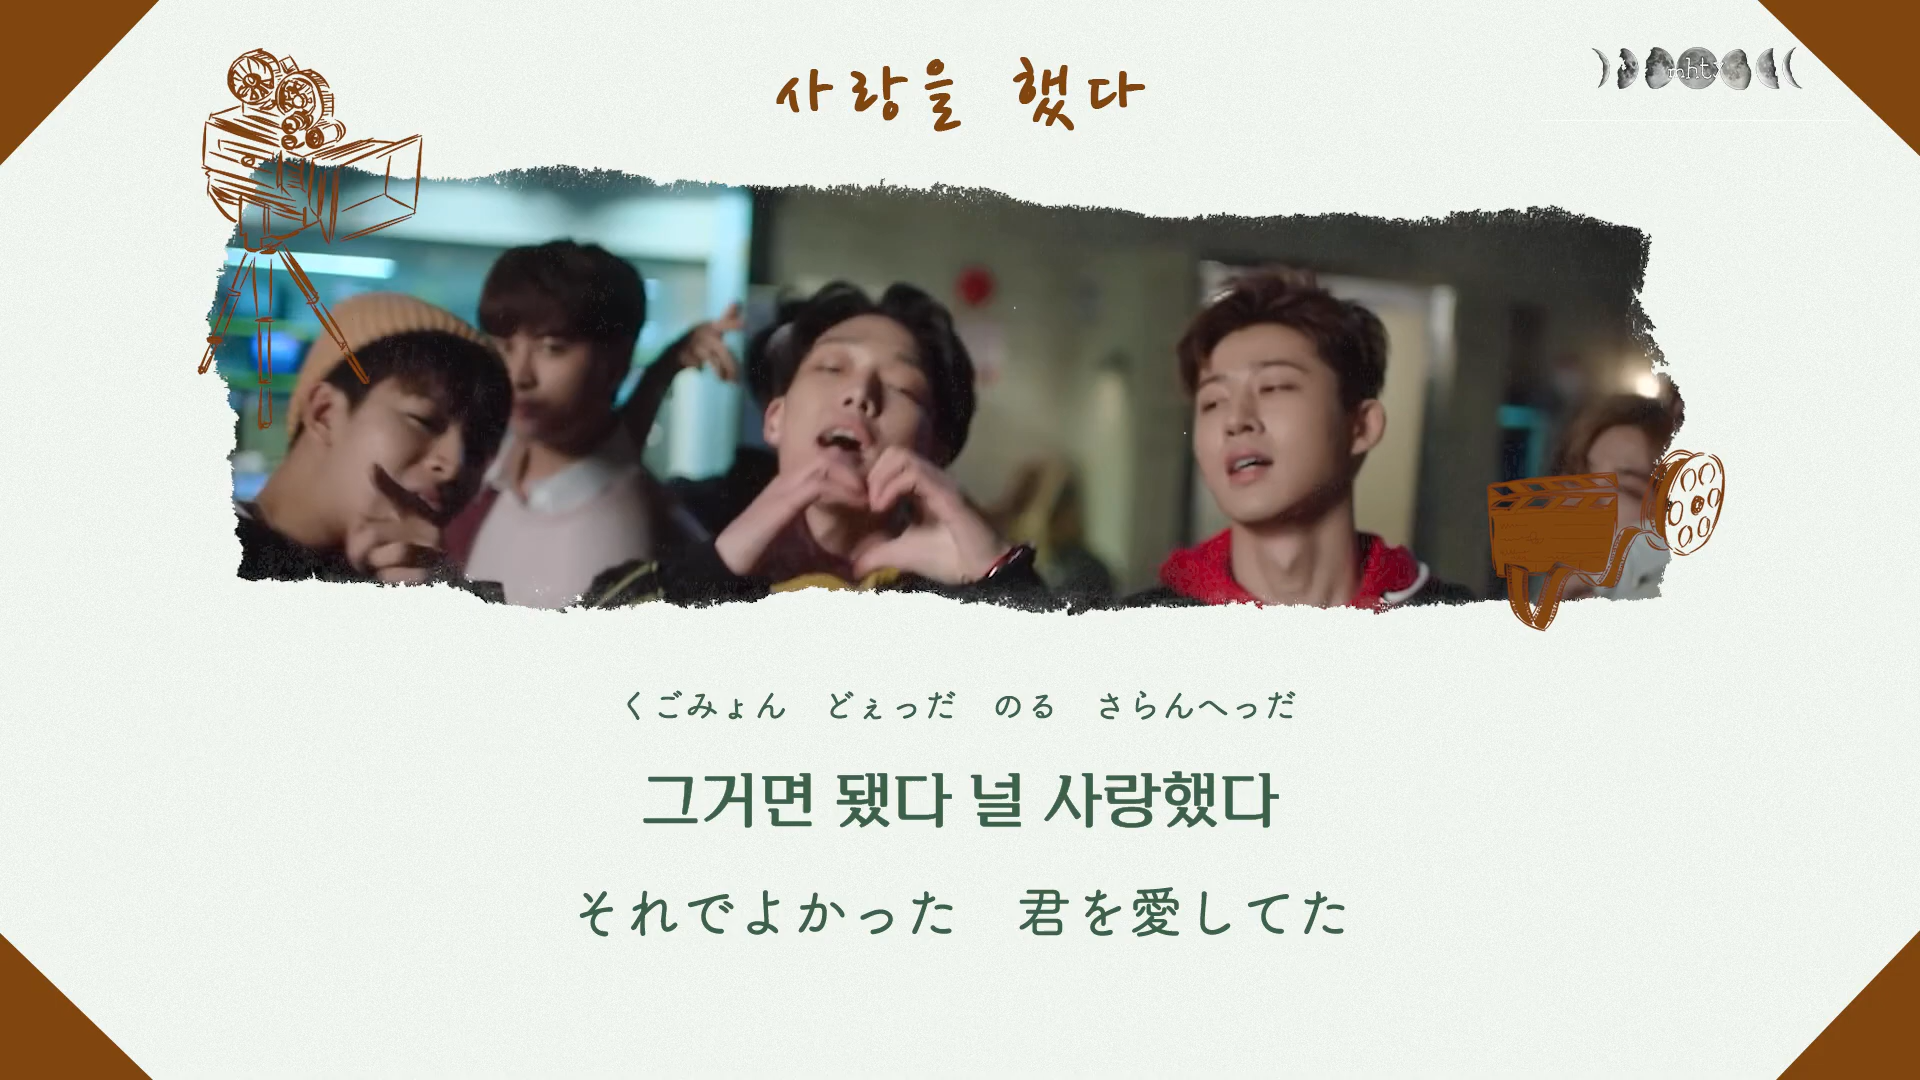 사랑을 했다
mht
くごみょん　どぇっだ　のる　さらんへっだ
그거면 됐다 널 사랑했다
それでよかった　君を愛してた